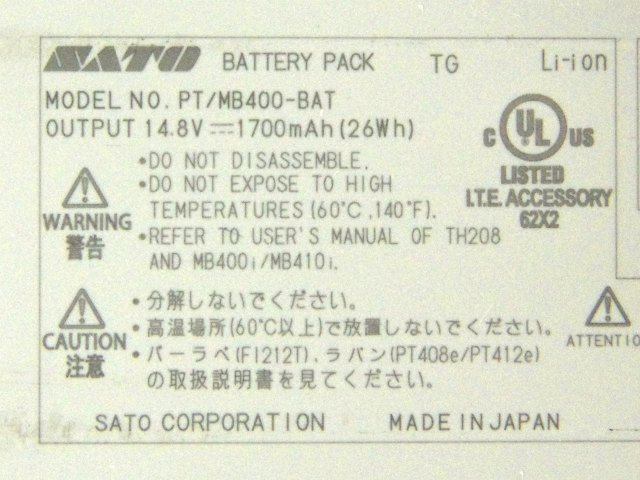 SATO BATTERY PACK TG Li-ion
MODEL NO. PT/MB400-BAT
OUTPUT 14.8V⎓1700mAh(26Wh)
C UL US
LISTED
I.T.E. ACCESSORY
62X2
WARNING
警告
•DO NOT DISASSEMBLE.
•DO NOT EXPOSE TO HIGH
TEMPERATURES(60°C,140°F).
•REFER TO USER'S MANUAL OF TH208
AND MB400i/MB410i.
CAUTION
注意
•分解しないでください。
•高温場所(60℃以上)で放置しないでください。
•バーラベ(FI212T)、ラパン(PT408e/PT412e)
の取扱説明書を見てください。
ATTENTIO
SATO CORPORATION MADE IN JAPAN